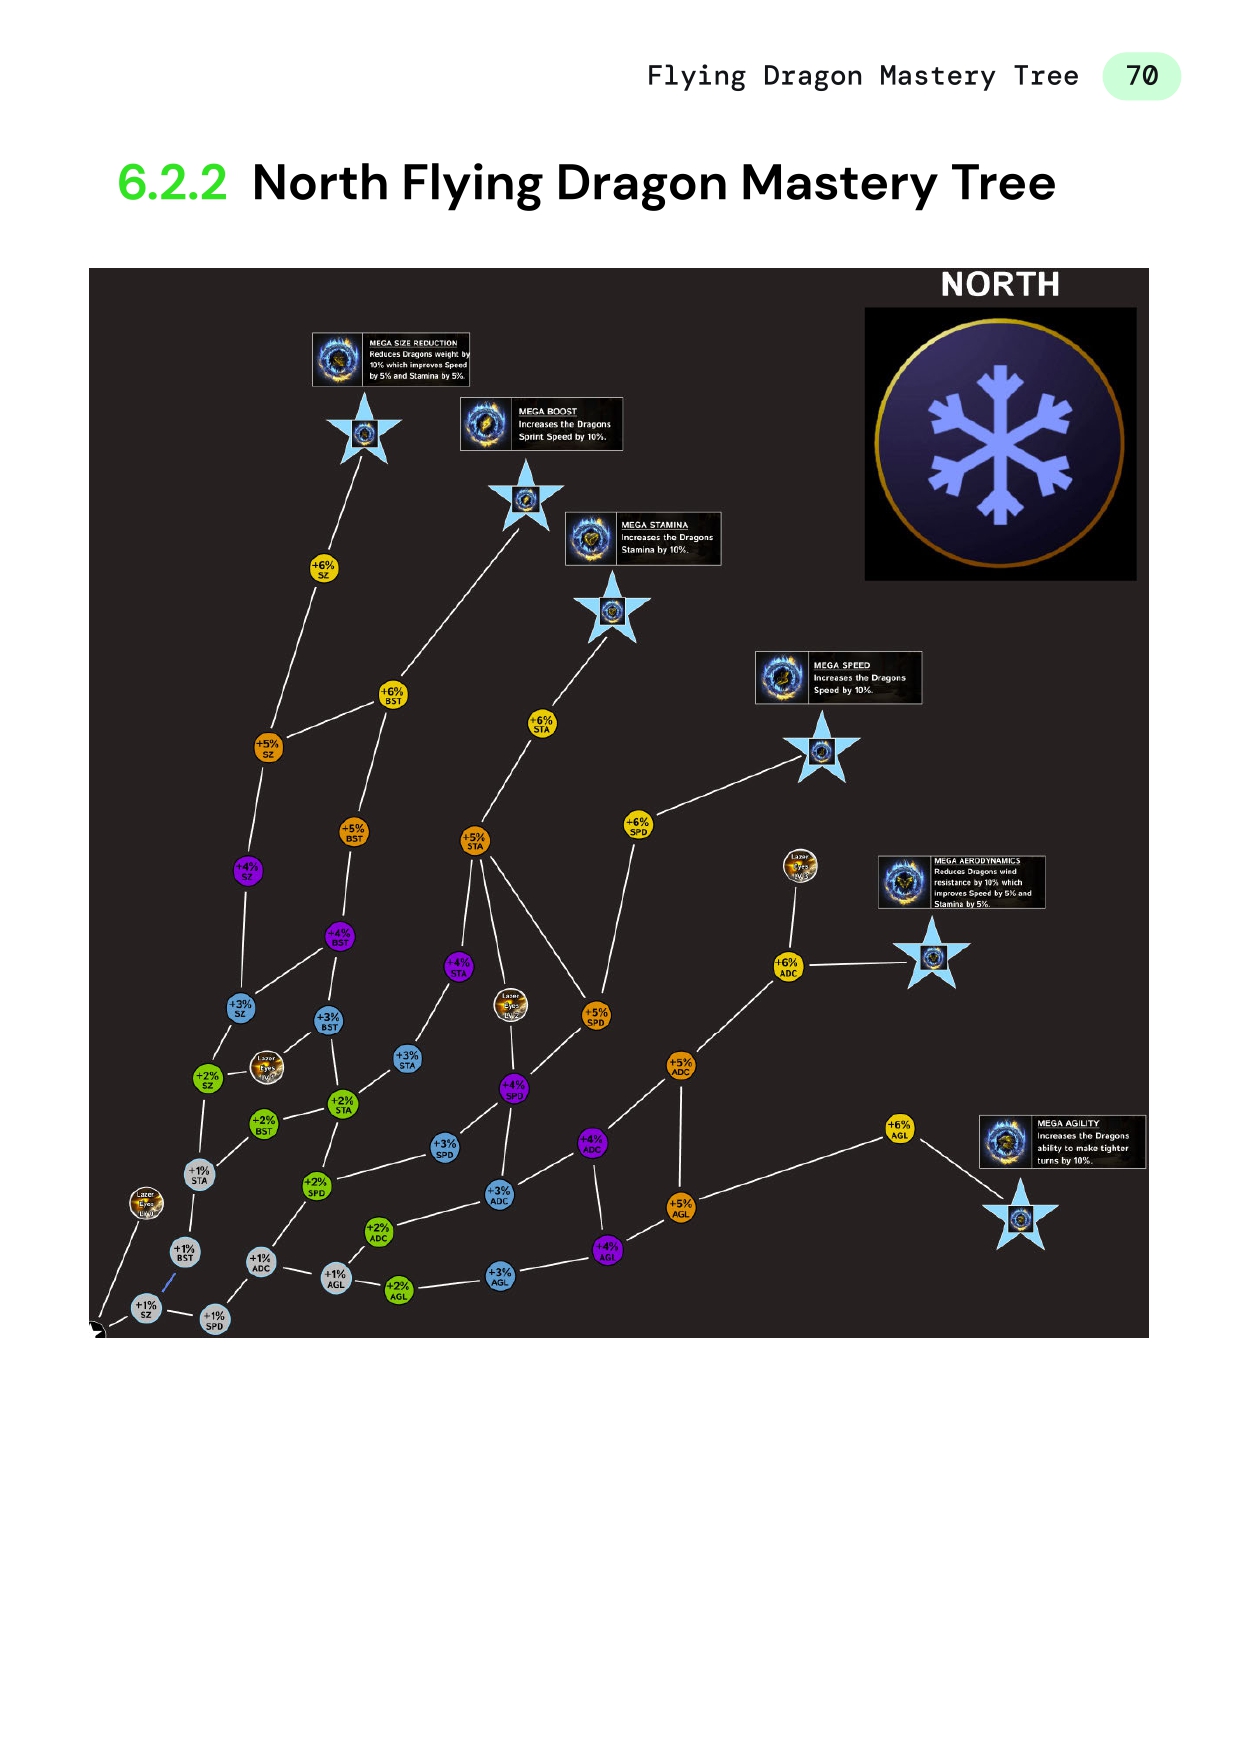 Flying Dragon Mastery Tree 70
6.2.2 North Flying Dragon Mastery Tree
NORTH
MEGA SIZE REDUCTION
Reduces Dragons weight by
10% which improves Speed
by 5% and Stamina by 5%.
MEGA BOOST
Increases the Dragons
Sprint Speed by 10%.
MEGA STAMINA
Increases the Dragons
Stamina by 10%.
+6%
SZ
MEGA SPEED
Increases the Dragons
Speed by 10%.
+6%
BST
+6%
STA
+5%
SZ
+6%
SPD
+5%
BST
+5%
STA
Lazer
Eyes
MEGA AERODYNAMICS
Reduces Dragons wind
resistance by 10% which
improves Speed by 5% and
Stamina by 5%.
+4%
SZ
+4%
BST
+4%
STA
+6%
ADC
+3%
SZ
Lazer
Eyes
+5%
SPD
+3%
BST
+3%
STA
Lazer
Eyes
+5%
ADC
+2%
SZ
+4%
SPD
+2%
STA
+2%
BST
+6%
AGL
MEGA AGILITY
Increases the Dragons
ability to make tighter
turns by 10%.
+3%
SPD
+4%
ADC
+1%
STA
+2%
SPD
+3%
ADC
Lazer
Eyes
+5%
AGL
+2%
ADC
+1%
BST
+4%
AGL
+1%
ADC
+1%
AGL
+3%
AGL
+2%
AGL
+1%
SZ
+1%
SPD